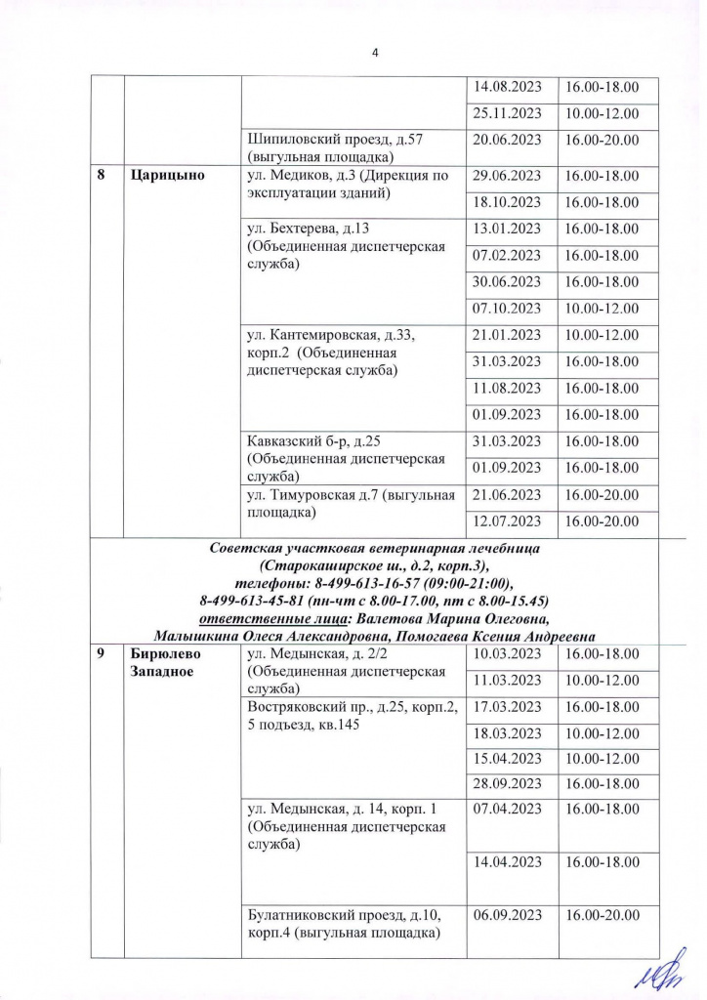 4
14.08.2023 16.00-18.00
25.11.2023 10.00-12.00
Шипиловский проезд, д.57 20.06.2023 16.00-20.00
(выгульная площадка)
8 Царицыно ул. Медиков, д.3 (Дирекция по 29.06.2023 16.00-18.00
эксплуатации зданий)
18.10.2023 16.00-18.00
ул. Бехтерева, д.13 13.01.2023 16.00-18.00
(Объединенная диспетчерская 07.02.2023 16.00-18.00
служба)
30.06.2023 16.00-18.00
07.10.2023 10.00-12.00
ул. Кантемировская, д.33, 21.01.2023 10.00-12.00
корп.2 (Объединенная 31.03.2023 16.00-18.00
диспетчерская служба)
11.08.2023 16.00-18.00
01.09.2023 16.00-18.00
Кавказский б-р, д.25 31.03.2023 16.00-18.00
(Объединенная диспетчерская 01.09.2023 16.00-18.00
служба)
ул. Тимуровская д.7 (выгульная 21.06.2023 16.00-20.00
площадка) 12.07.2023 16.00-20.00
Советская участковая ветеринарная лечебница
(Старокаширское ш., д.2, корп.3),
телефоны: 8-499-613-16-57 (09:00-21:00),
8-499-613-45-81 (пн-чт с 8.00-17.00, пт с 8.00-15.45)
ответственные лица: Валетова Марина Олеговна,
Малышкина Олеся Александровна, Помогаева Ксения Андреевна
9 Бирюлево ул. Медынская, д. 2/2 10.03.2023 16.00-18.00
Западное (Объединенная диспетчерская
служба) 11.03.2023 10.00-12.00
Востряковский пр., д.25, корп.2, 17.03.2023 16.00-18.00
5 подъезд, кв.145
18.03.2023 10.00-12.00
15.04.2023 10.00-12.00
28.09.2023 16.00-18.00
ул. Медынская, д. 14, корп. 1 07.04.2023 16.00-18.00
(Объединенная диспетчерская
служба)
14.04.2023 16.00-18.00
Булатниковский проезд, д.10, 06.09.2023 16.00-20.00
корп.4 (выгульная площадка)